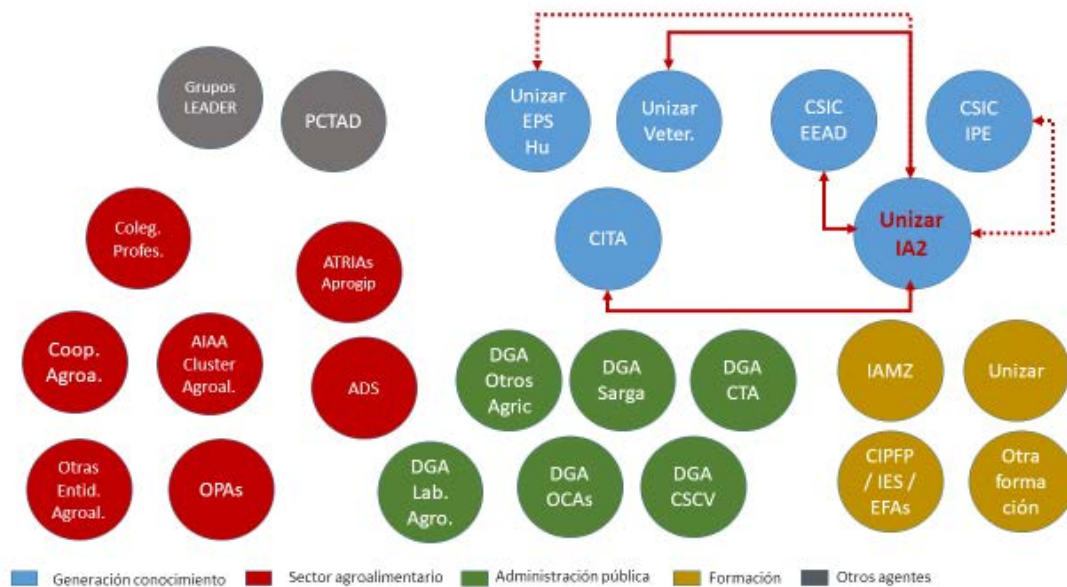 Grupos
LEADER
PCTAD
Unizar
EPS
Hu
Unizar
Veter.
CSIC
EEAD
CSIC
IPE
Coleg.
Profes.
ATRIAs
Aprogip
CITA
Unizar
IA2
Coop.
Agroa.
AIAA
Cluster
Agroal.
ADS
DGA
Otros
Agric
DGA
Sarga
DGA
CTA
IAMZ
Unizar
Otras
Entid.
Agroal.
OPAs
DGA
Lab.
Agro.
DGA
OCAs
DGA
CSCV
CIPFP
/ IES /
EFAs
Otra
forma
ción
Generación conocimiento
Sector agroalimentario
Administración pública
Formación
Otros agentes